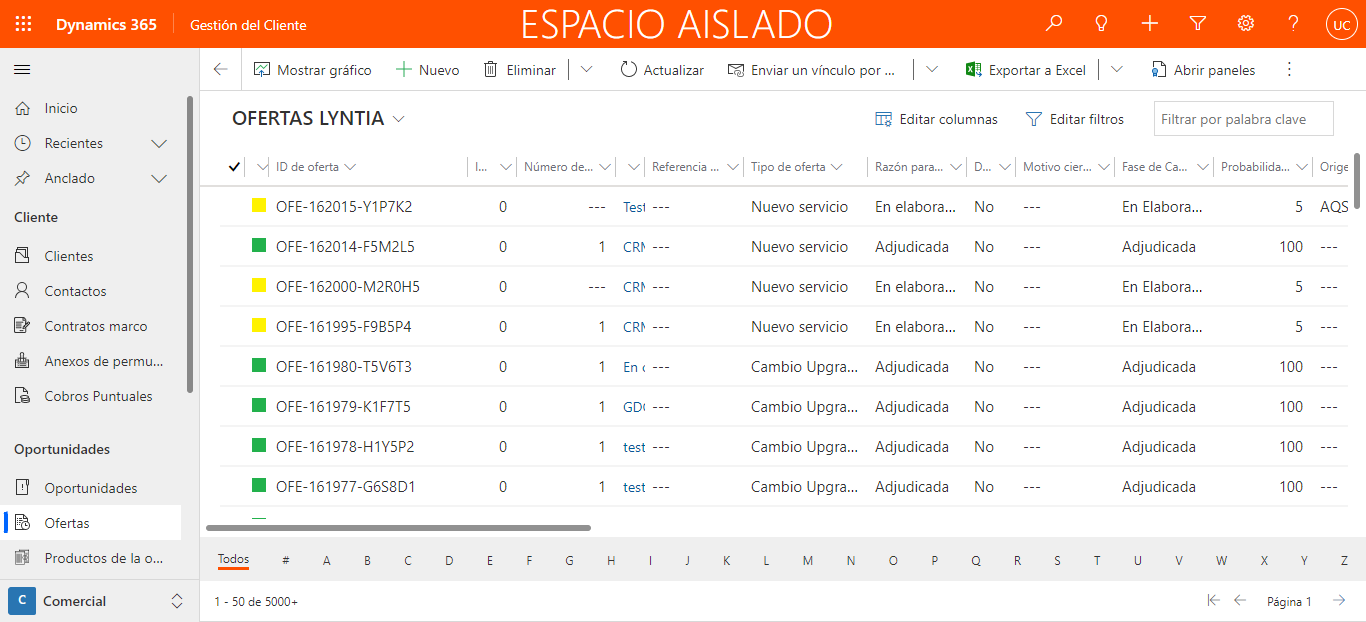 Dynamics 365 Gestión del Cliente ESPACIO AISLADO UC
Mostrar gráfico Nuevo Eliminar Actualizar Enviar un vínculo por ... Exportar a Excel Abrir paneles
Inicio
Recientes
Anclado
Cliente
Clientes
Contactos
Contratos marco
Anexos de permu...
Cobros Puntuales
Oportunidades
Oportunidades
Ofertas
Productos de la o...
C Comercial
OFERTAS LYNTIA Editar columnas Editar filtros Filtrar por palabra clave
ID de oferta I... Número de... Referencia ... Tipo de oferta Razón para... D... Motivo cier... Fase de Ca... Probabilida... Orige
OFE-162015-Y1P7K2 0 --- Test --- Nuevo servicio En elabora... No --- En Elabora... 5 AQS
OFE-162014-F5M2L5 0 1 CRM --- Nuevo servicio Adjudicada No --- Adjudicada 100 ---
OFE-162000-M2R0H5 0 --- CRM --- Nuevo servicio En elabora... No --- En Elabora... 5 ---
OFE-161995-F9B5P4 0 1 CRM --- Nuevo servicio En elabora... No --- En Elabora... 5 ---
OFE-161980-T5V6T3 0 1 En --- Cambio Upgra... Adjudicada No --- Adjudicada 100 ---
OFE-161979-K1F7T5 0 1 GDO --- Cambio Upgra... Adjudicada No --- Adjudicada 100 ---
OFE-161978-H1Y5P2 0 1 test --- Cambio Upgra... Adjudicada No --- Adjudicada 100 ---
OFE-161977-G6S8D1 0 1 test --- Cambio Upgra... Adjudicada No --- Adjudicada 100 ---
Todos # A B C D E F G H I J K L M N O P Q R S T U V W X Y Z
1 - 50 de 5000+ Página 1